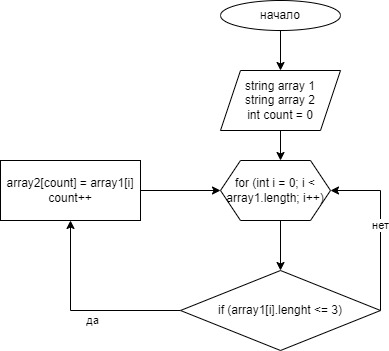 начало
string array 1
string array 2
int count = 0
array2[count] = array1[i]
count++
for (int i = 0; i <
array1.length; i++)
нет
if (array1[i].lenght <= 3)
да